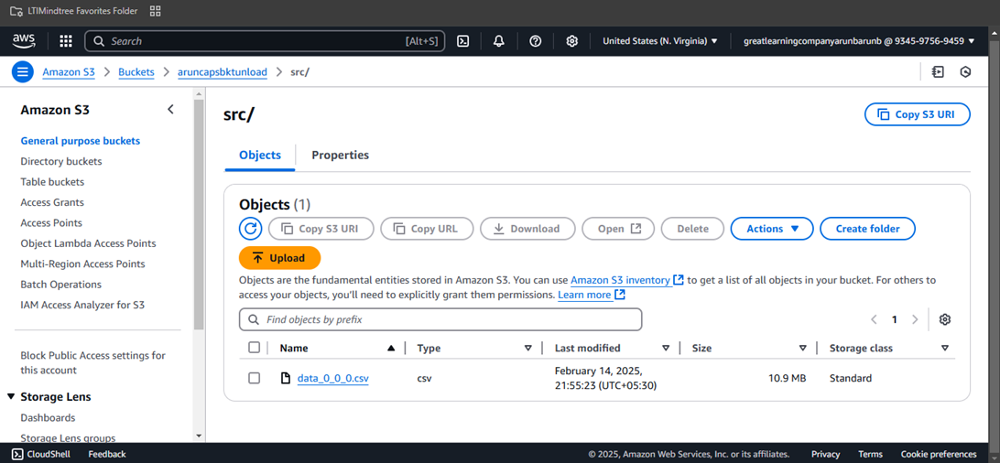 LTIMindtree Favorites Folder
aws
Search [Alt+S] United States (N. Virginia) greatlearningcompanyarunbarunb @ 9345-9756-9459
Amazon S3 > Buckets > aruncapsbktunload > src/
Amazon S3
General purpose buckets
Directory buckets
Table buckets
Access Grants
Access Points
Object Lambda Access Points
Multi-Region Access Points
Batch Operations
IAM Access Analyzer for S3
Block Public Access settings for
this account
Storage Lens
Dashboards
Storage Lens groups
src/
Copy S3 URI
Objects Properties
Objects (1)
Copy S3 URI Copy URL Download Open Delete Actions Create folder
Upload
Objects are the fundamental entities stored in Amazon S3. You can use Amazon S3 inventory to get a list of all objects in your bucket. For others to
access your objects, you'll need to explicitly grant them permissions. Learn more
Find objects by prefix 1
Name Type Last modified Size Storage class
data_0_0_0.csv csv February 14, 2025, 21:55:23 (UTC+05:30) 10.9 MB Standard
CloudShell Feedback © 2025, Amazon Web Services, Inc. or its affiliates. Privacy Terms Cookie preferences